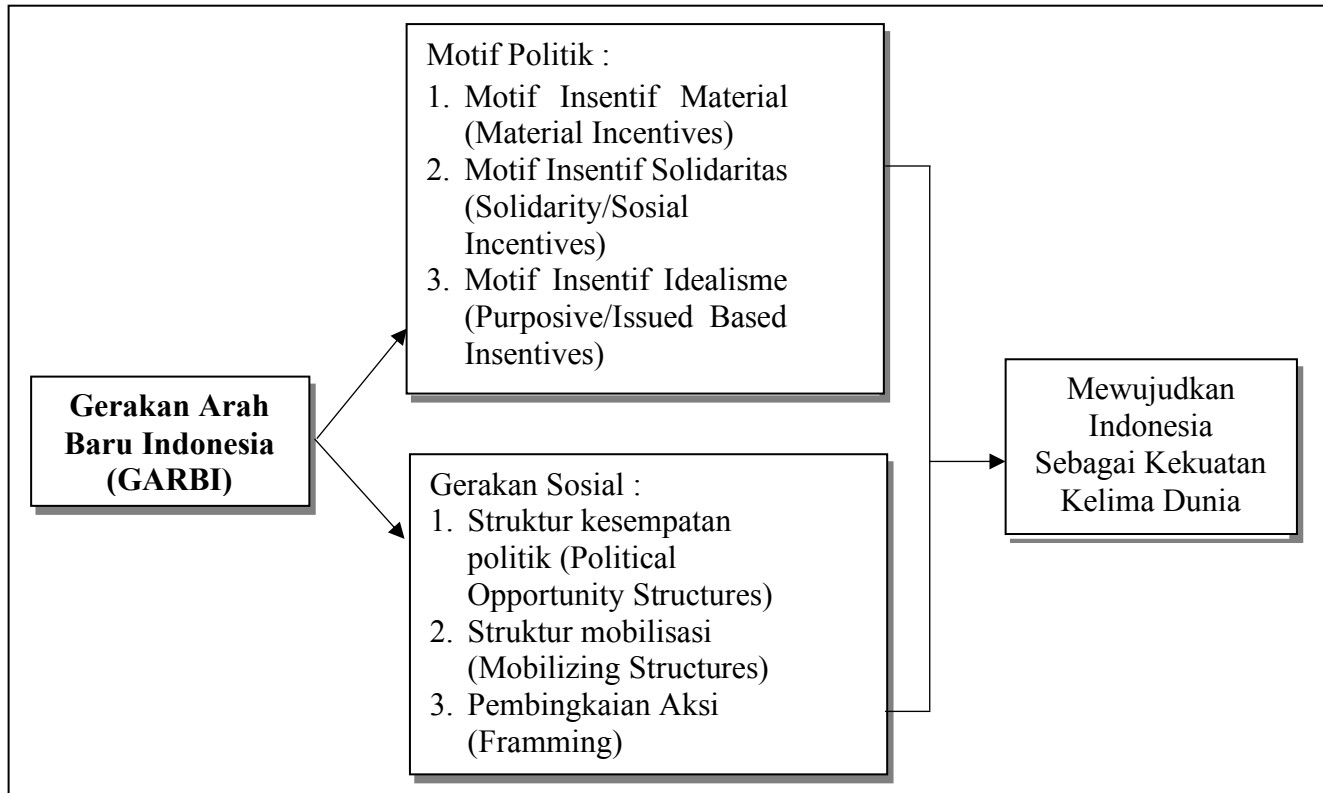 Motif Politik :
1. Motif Insentif Material
(Material Incentives)
2. Motif Insentif Solidaritas
(Solidarity/Sosial
Incentives)
3. Motif Insentif Idealisme
(Purposive/Issued Based
Insentives)
Gerakan Arah
Baru Indonesia
(GARBI)
Gerakan Sosial :
1. Struktur kesempatan
politik (Political
Opportunity Structures)
2. Struktur mobilisasi
(Mobilizing Structures)
3. Pembingkaian Aksi
(Framming)
Mewujudkan
Indonesia
Sebagai Kekuatan
Kelima Dunia